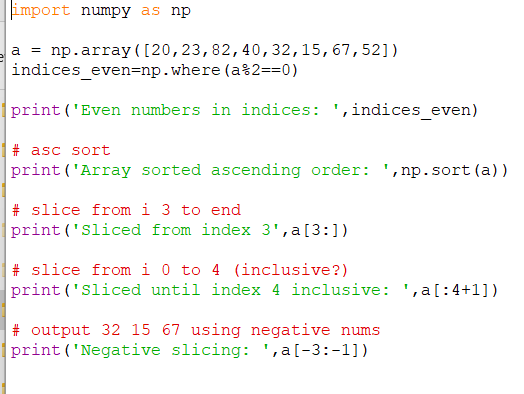 import numpy as np
a = np.array([20,23,82,40,32,15,67,52])
indices_even=np.where(a%2==0)
print('Even numbers in indices: ',indices_even)
# asc sort
print('Array sorted ascending order: ',np.sort(a))
# slice from i 3 to end
print('Sliced from index 3',a[3:])
# slice from i 0 to 4 (inclusive?)
print('Sliced until index 4 inclusive: ',a[:4+1])
# output 32 15 67 using negative nums
print('Negative slicing: ',a[-3:-1])